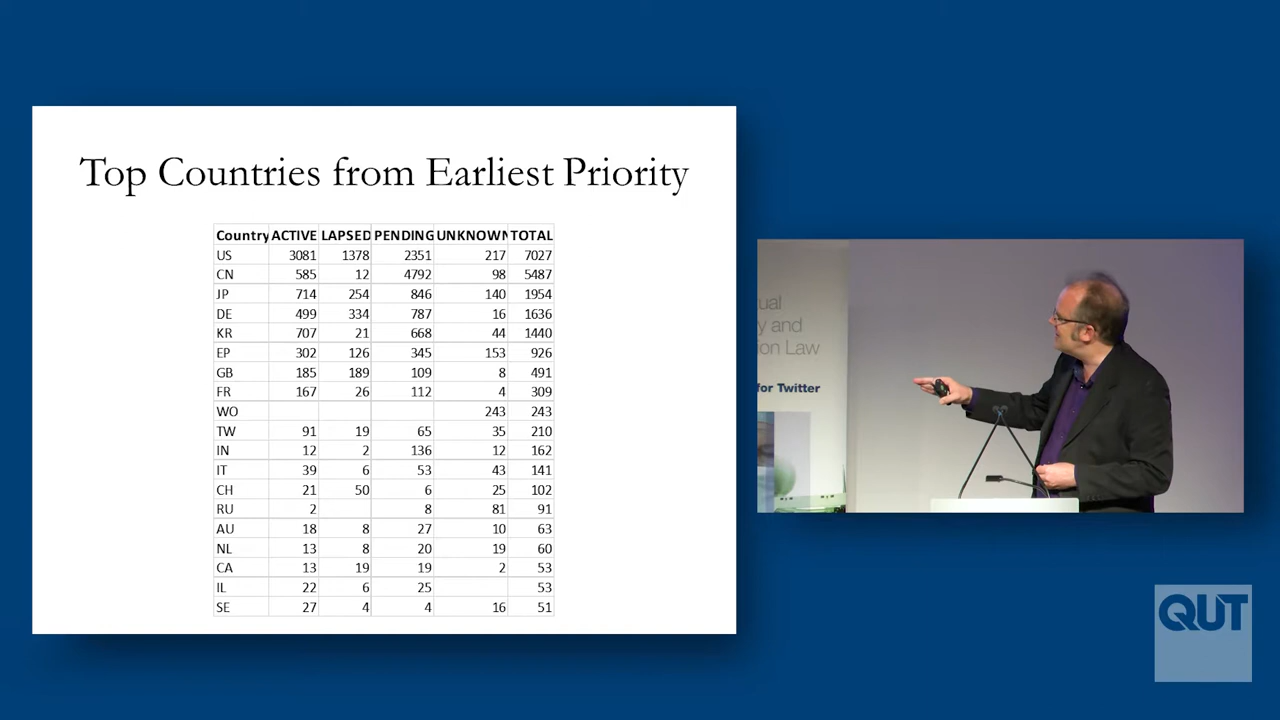 Top Countries from Earliest Priority
Country ACTIVE LAPSED PENDING UNKNOWN TOTAL
US 3081 1378 2351 217 7027
CN 585 12 4792 98 5487
JP 714 254 846 140 1954
DE 499 334 787 16 1636
KR 707 21 668 44 1440
EP 302 126 345 153 926
GB 185 189 109 8 491
FR 167 26 112 4 309
WO 243 243
TW 91 19 65 35 210
IN 12 2 136 12 162
IT 39 6 53 43 141
CH 21 50 6 25 102
RU 2 8 81 91
AU 18 8 27 10 63
NL 13 8 20 19 60
CA 13 19 19 2 53
IL 22 6 25 53
SE 27 4 4 16 51
ual
y and
ion Law
for Twitter
QUT